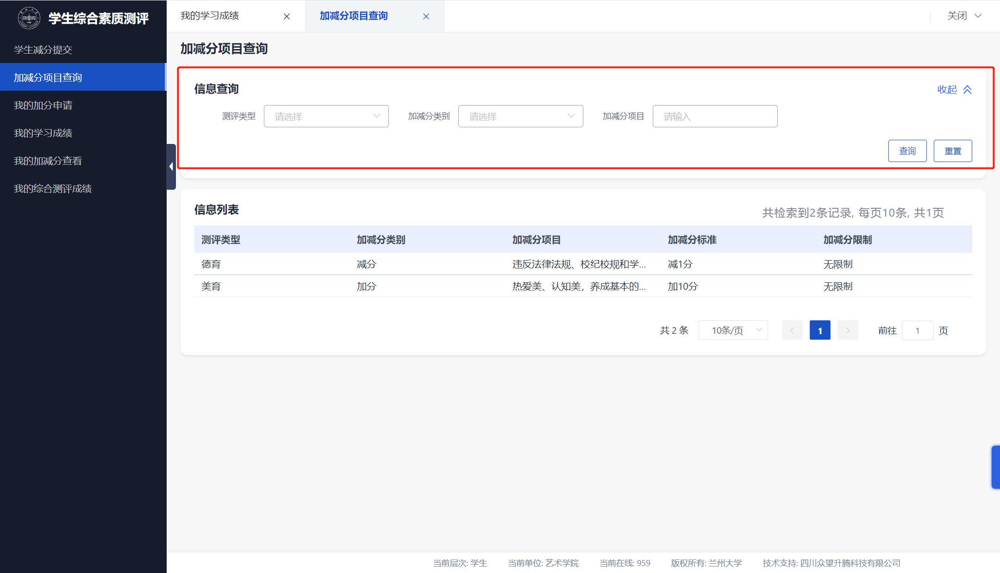 学生综合素质测评
学生减分提交
加减分项目查询
我的加分申请
我的学习成绩
我的加减分查看
我的综合测评成绩
我的学习成绩
加减分项目查询
关闭
加减分项目查询
信息查询
收起
测评类型 请选择 加减分类别 请选择 加减分项目 请输入
查询 重置
信息列表
共检索到2条记录, 每页10条, 共1页
测评类型 加减分类别 加减分项目 加减分标准 加减分限制
德育 减分 违反法律法规、校纪校规和学... 减1分 无限制
美育 加分 热爱美、认知美，养成基本的... 加10分 无限制
共 2 条 10条/页 1 前往 1 页
当前层次: 学生 当前单位: 艺术学院 当前在线: 959 版权所有: 兰州大学 技术支持: 四川众望升腾科技有限公司